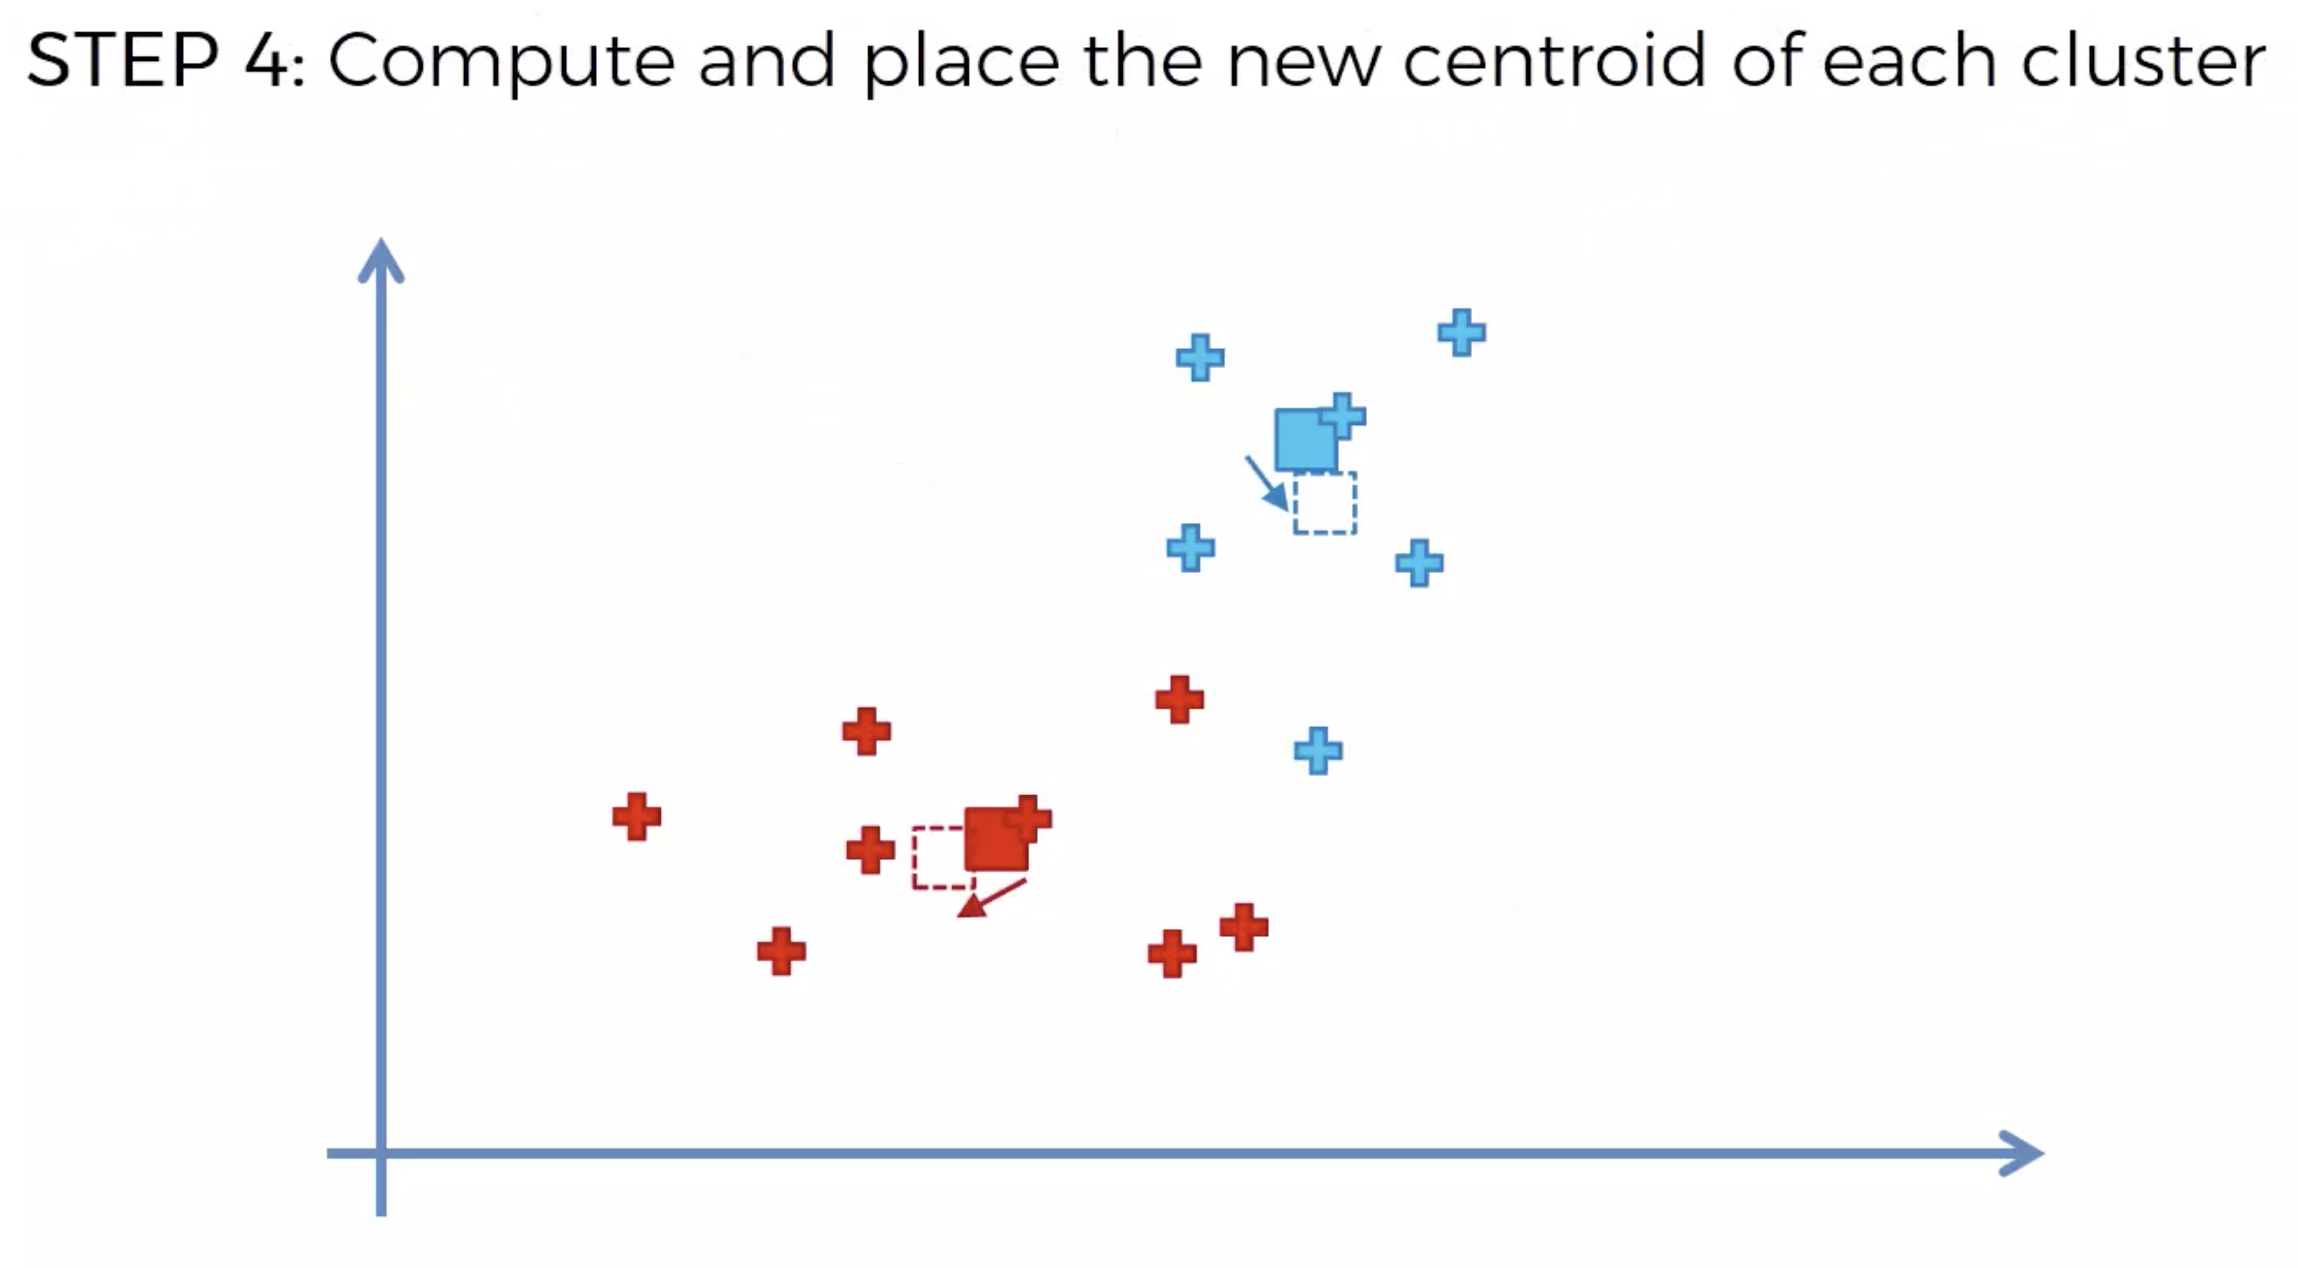 STEP 4: Compute and place the new centroid of each cluster